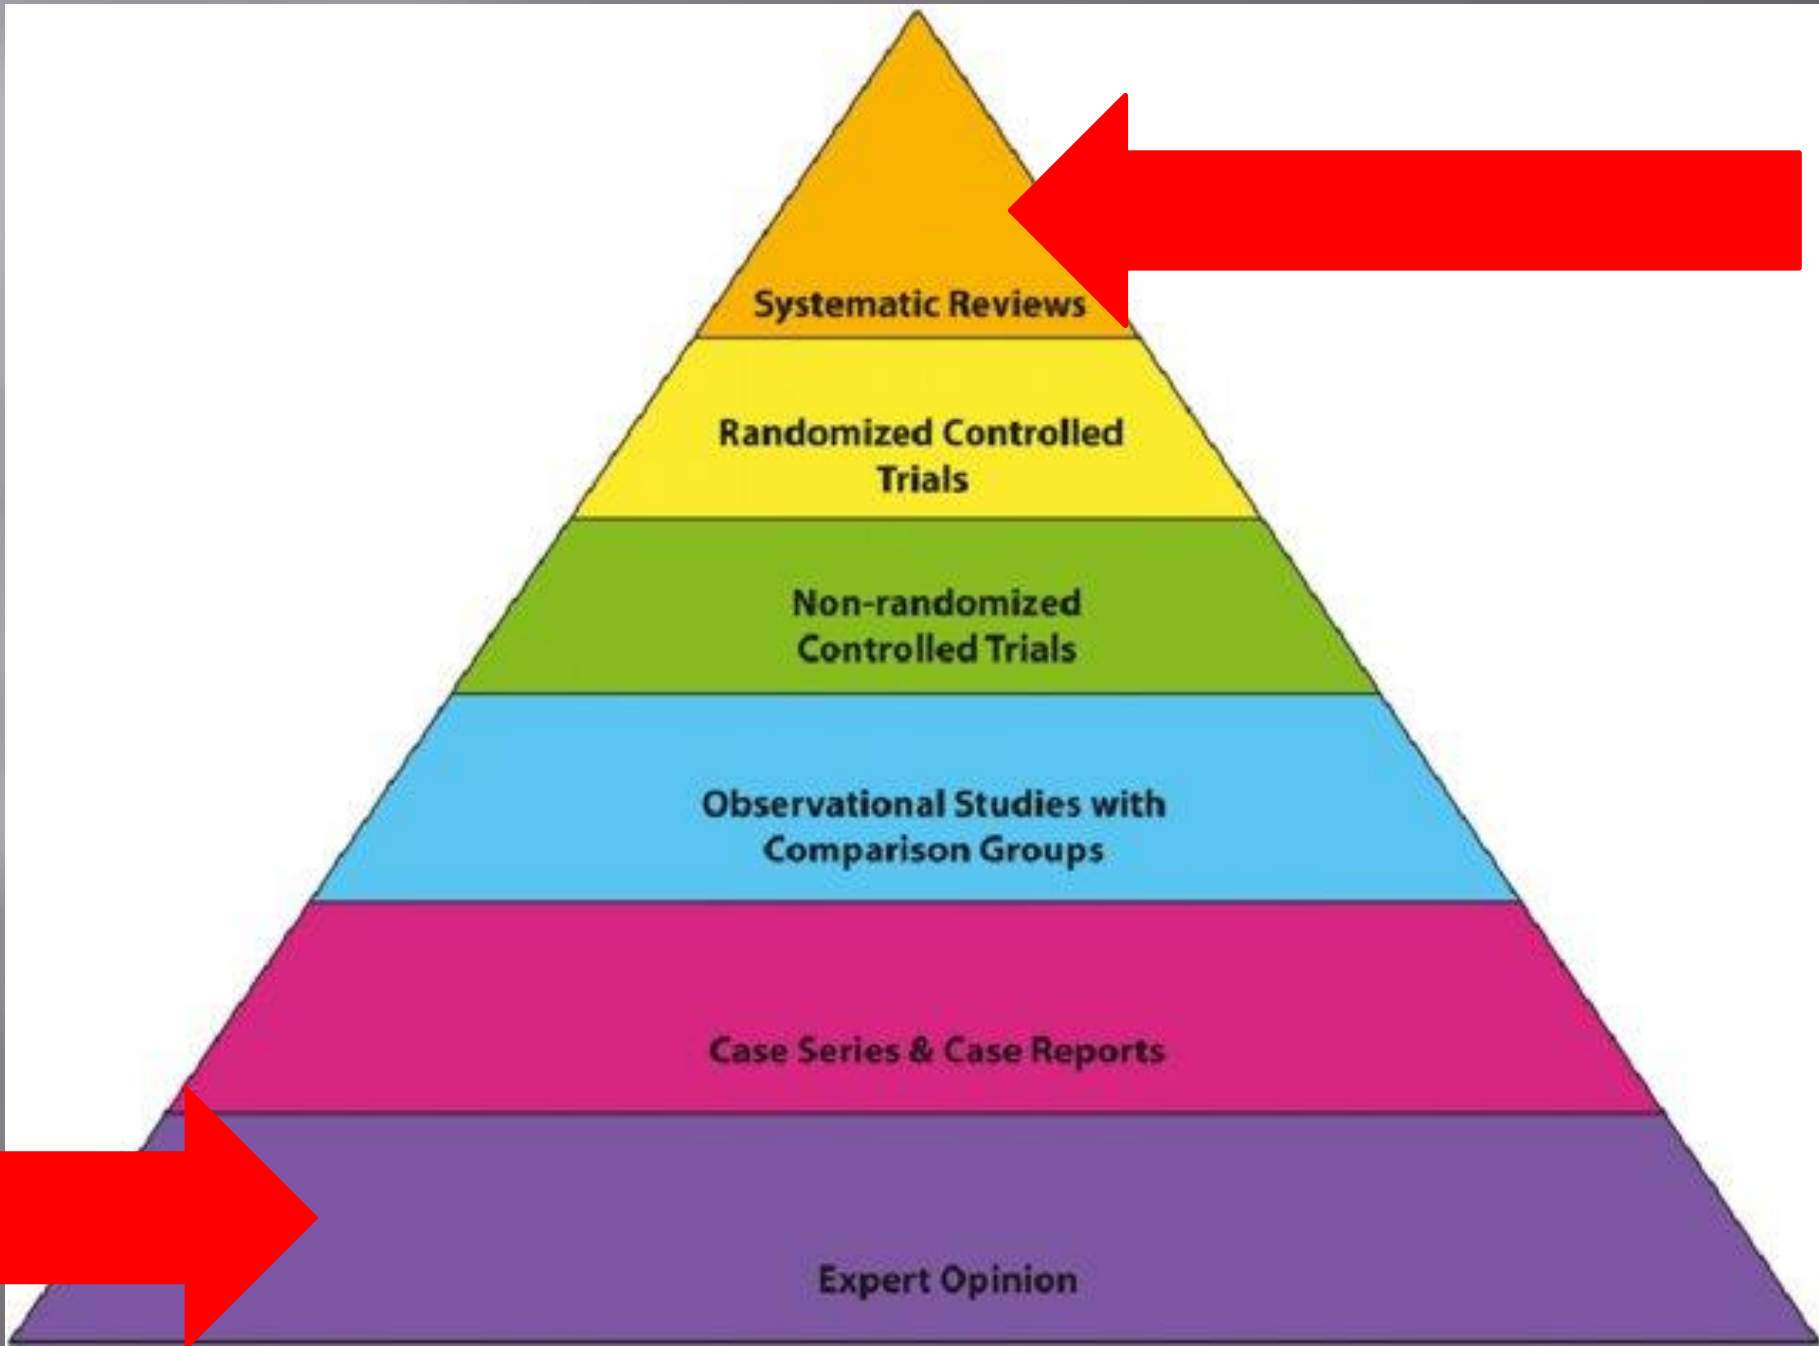 Systematic Reviews
Randomized Controlled
Trials
Non-randomized
Controlled Trials
Observational Studies with
Comparison Groups
Case Series & Case Reports
Expert Opinion